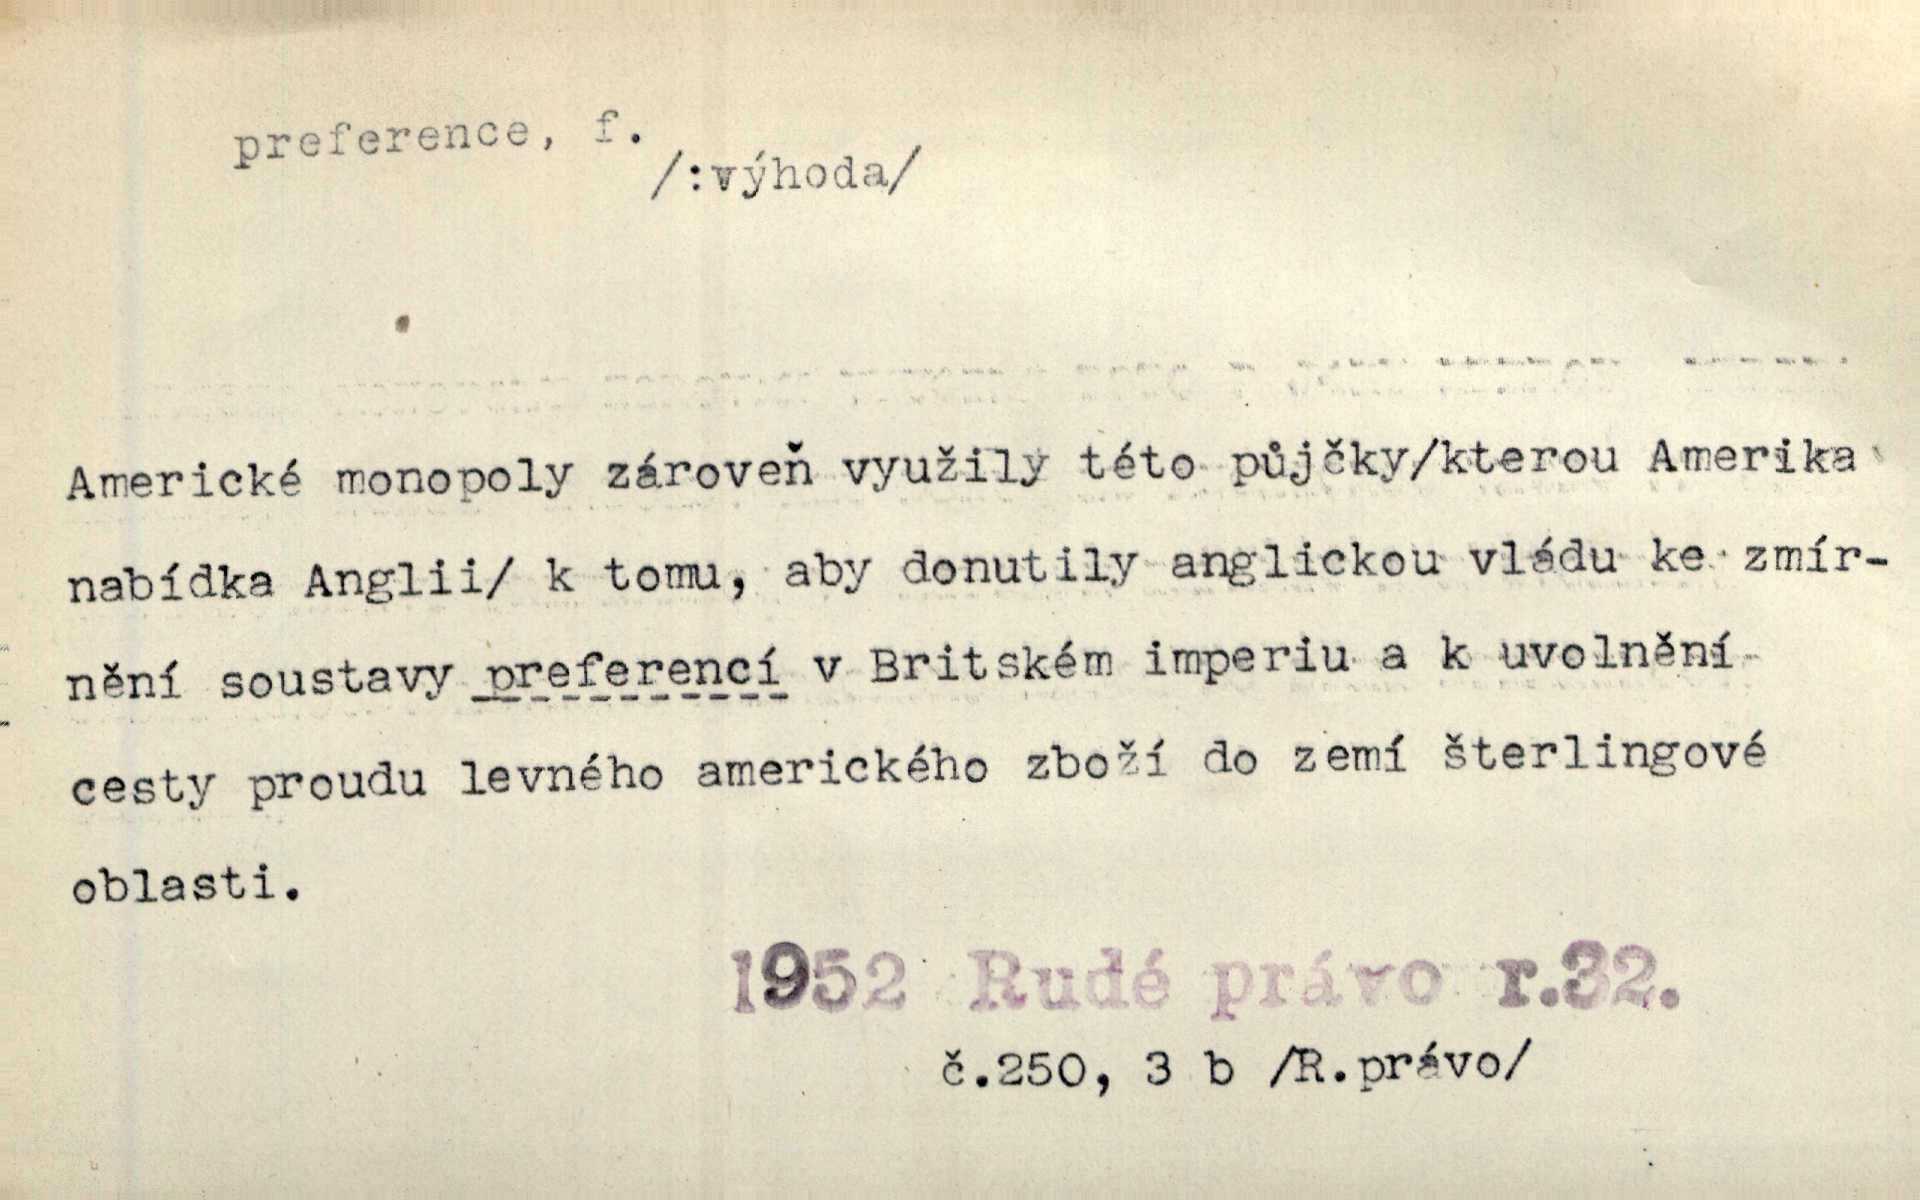 preference, f.
/:výhoda/
Americké monopoly zároveň využily této půjčky/kterou Amerika
nabídka Anglii/ k tomu, aby donutily anglickou vládu ke zmír-
nění soustavy preferencí v Britském imperiu a k uvolnění
cesty proudu levného amerického zboží do zemí šterlingové
oblasti.
1952 Rudé právo r.32.
č.250, 3 b /R.právo/